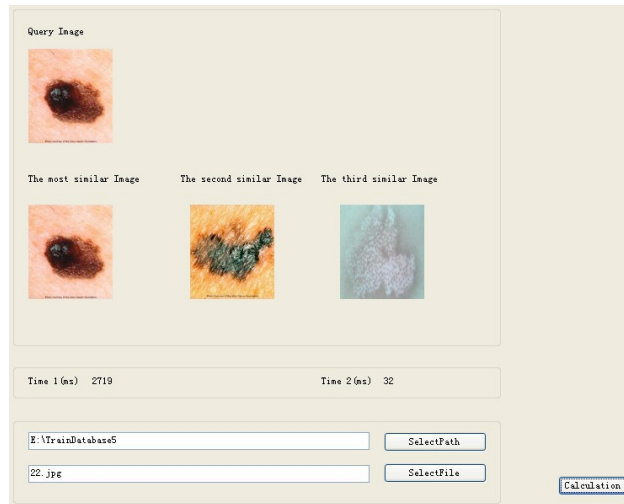 Query Image
The most similar Image The second similar Image The third similar Image
Time 1(ms) 2719 Time 2(ms) 32
E:\TrainDatabase5 SelectPath
22.jpg SelectFile
Calculation